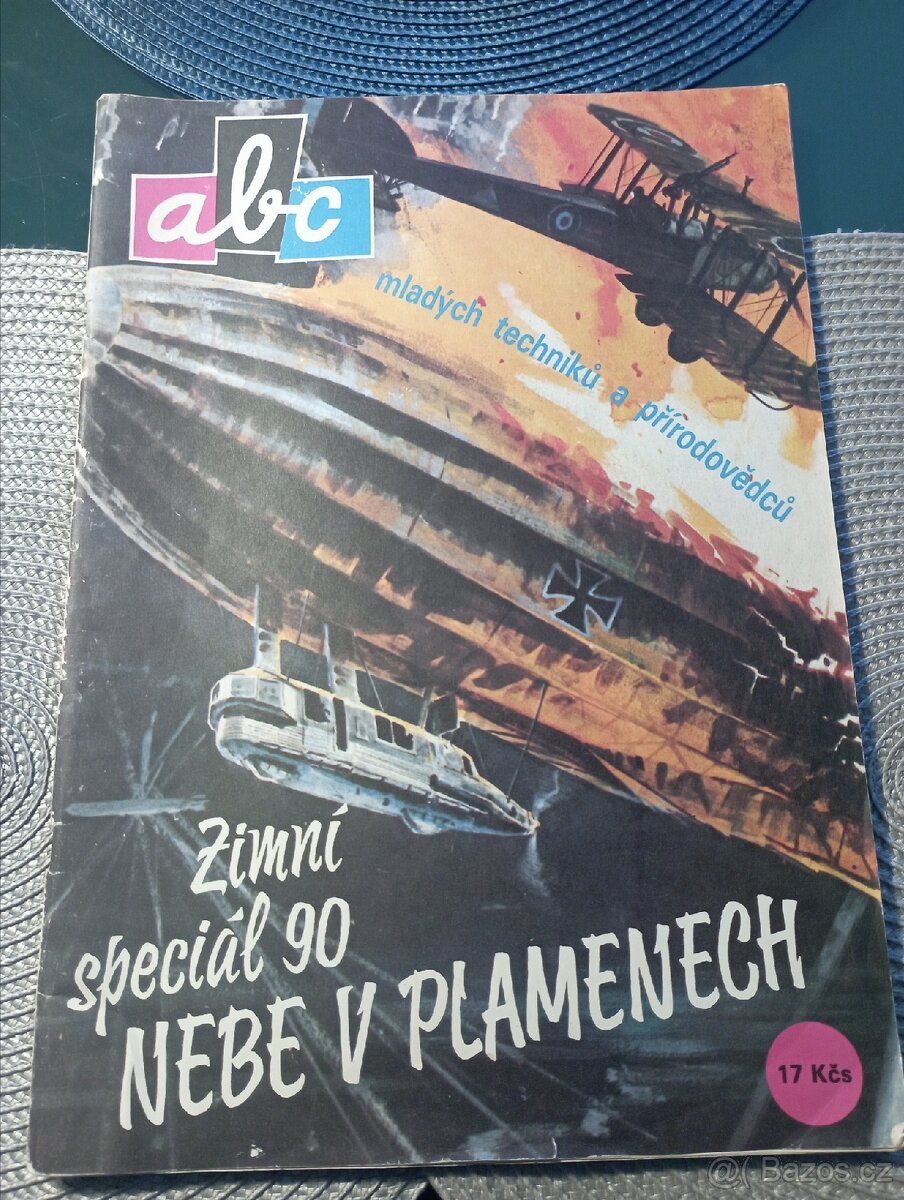 abc
mladých techniků a přírodovědců
Zimní
speciál 90
NEBE V PLAMENECH
17 Kčs
@( Bazos.cz